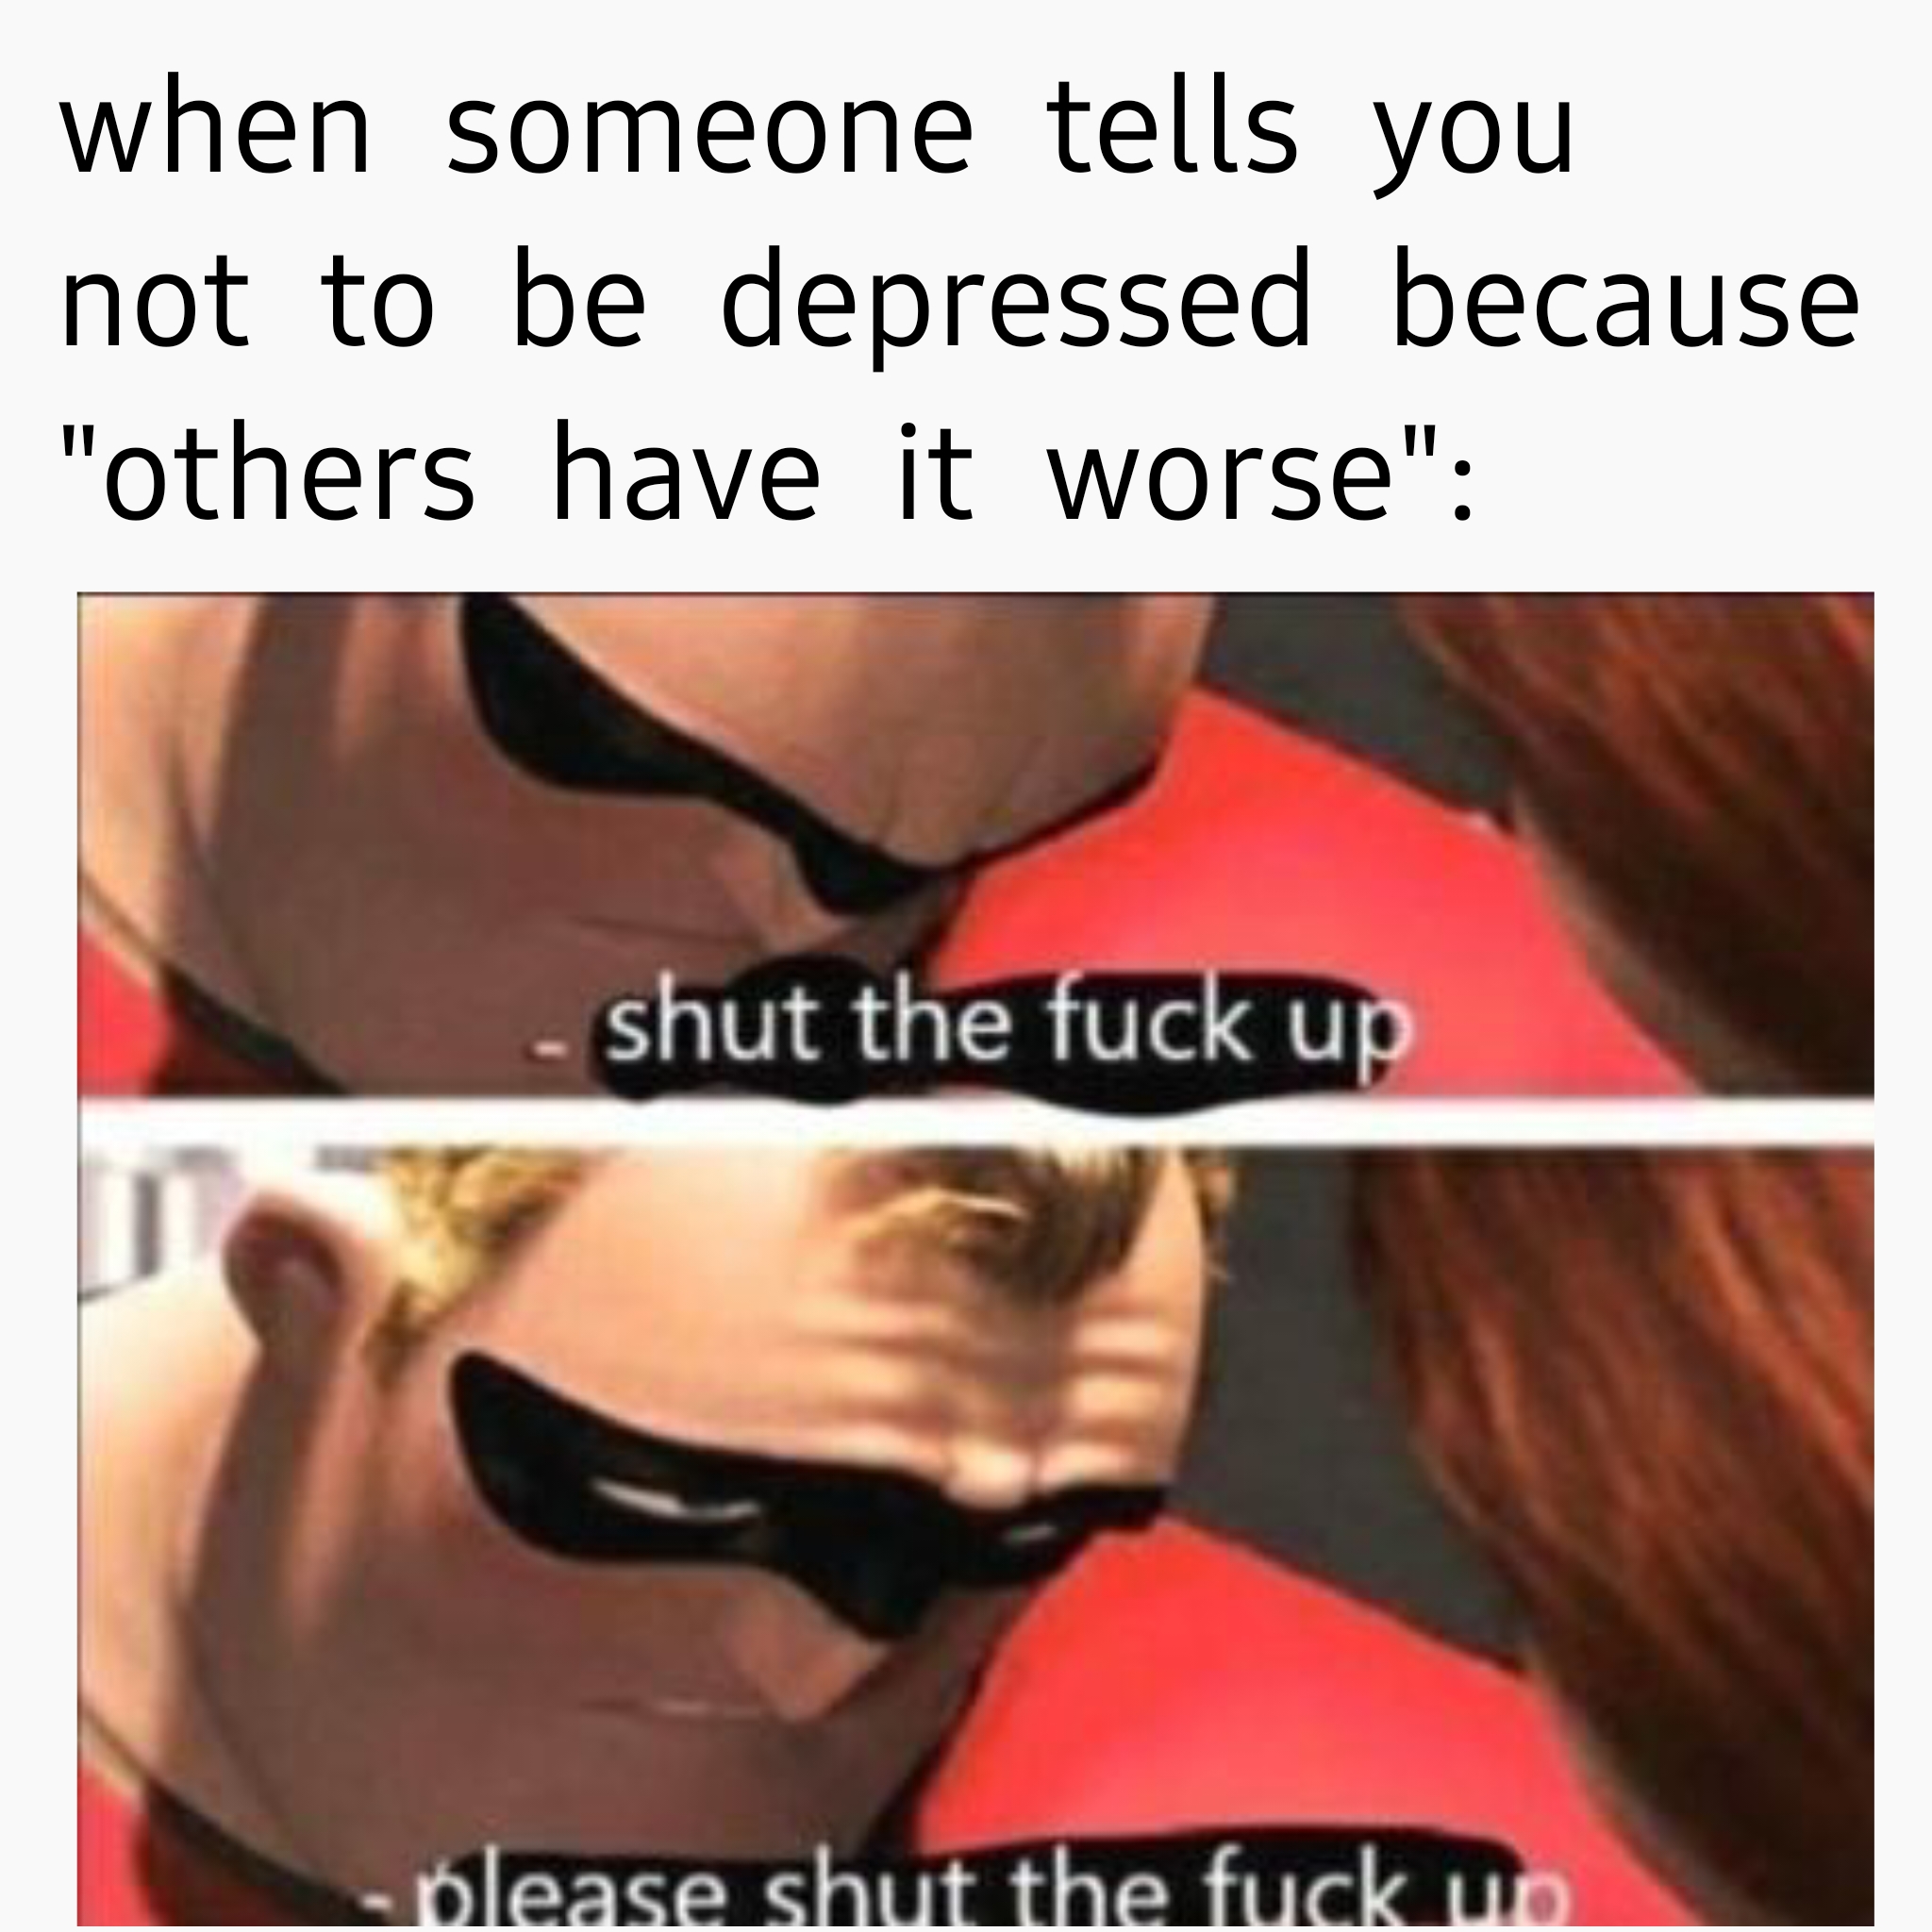 when someone tells you
not to be depressed because
"others have it worse":
- shut the fuck up
- please shut the fuck up